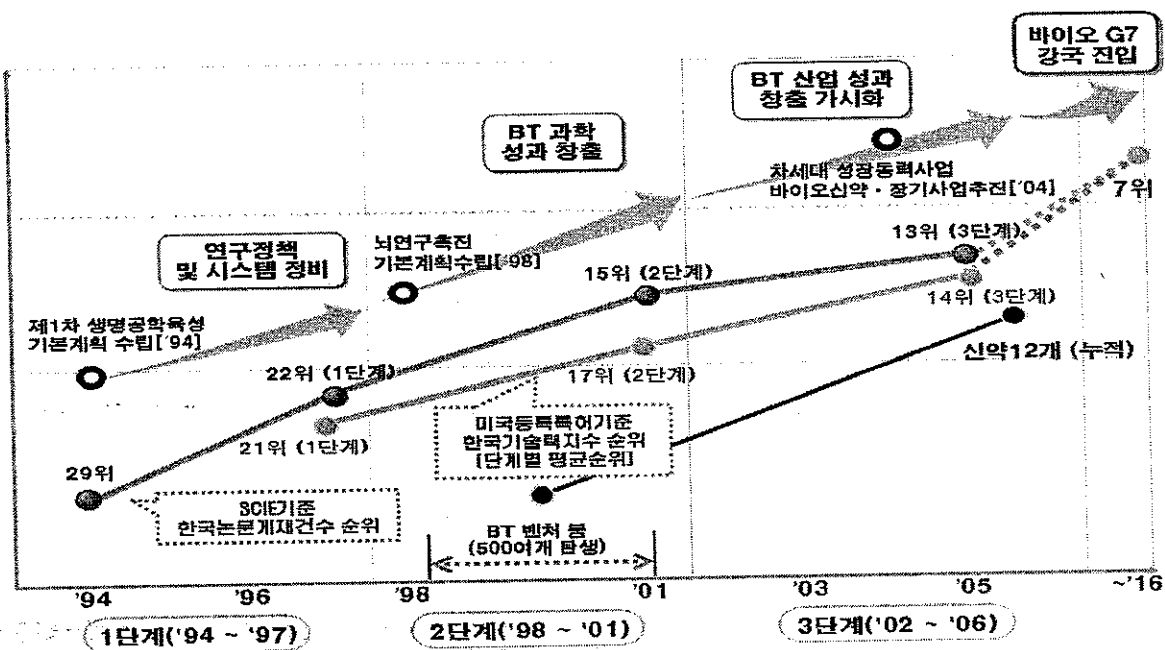 바이오 G7
강국 진입
BT 산업 성과
창출 가시화
BT 과학
성과 창출
차세대 성장동력사업
바이오신약・장기사업추진['04]
7위
연구정책
및 시스템 정비
뇌연구촉진
기본계획수립['98]
13위 (3단계)
15위 (2단계)
14위 (3단계)
제1차 생명공학육성
기본계획 수립['94]
신약12개 (누적)
22위 (1단계)
17위 (2단계)
미국등록특허기준
한국기술력지수 순위
[단계별 평균순위]
21위 (1단계)
29위
SCIE기준
한국논문게재건수 순위
BT 벤처 붐
(500여개 탄생)
'94
'96
'98
'01
'03
'05
~'16
1단계('94 ~ '97)
2단계('98 ~ '01)
3단계('02 ~ '06)